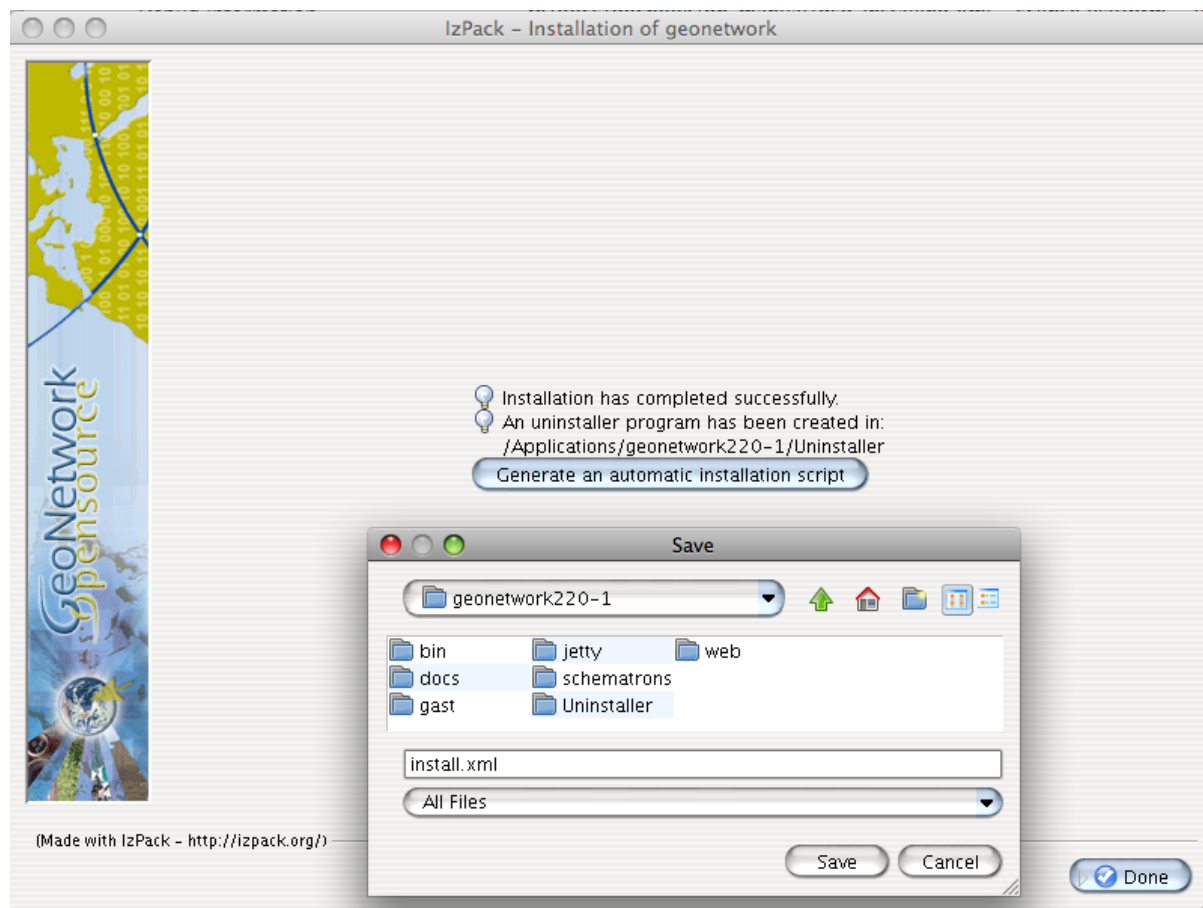 IzPack - Installation of geonetwork
GeoNetwork
Opensource
Installation has completed successfully.
An uninstaller program has been created in:
/Applications/geonetwork220-1/Uninstaller
Generate an automatic installation script
Save
geonetwork220-1
bin
jetty
web
docs
schematrons
gast
Uninstaller
install.xml
All Files
Save
Cancel
(Made with IzPack - http://izpack.org/)
Done